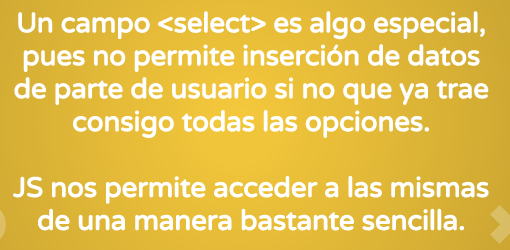 Un campo <select> es algo especial,
pues no permite inserción de datos
de parte de usuario si no que ya trae
consigo todas las opciones.
JS nos permite acceder a las mismas
de una manera bastante sencilla.